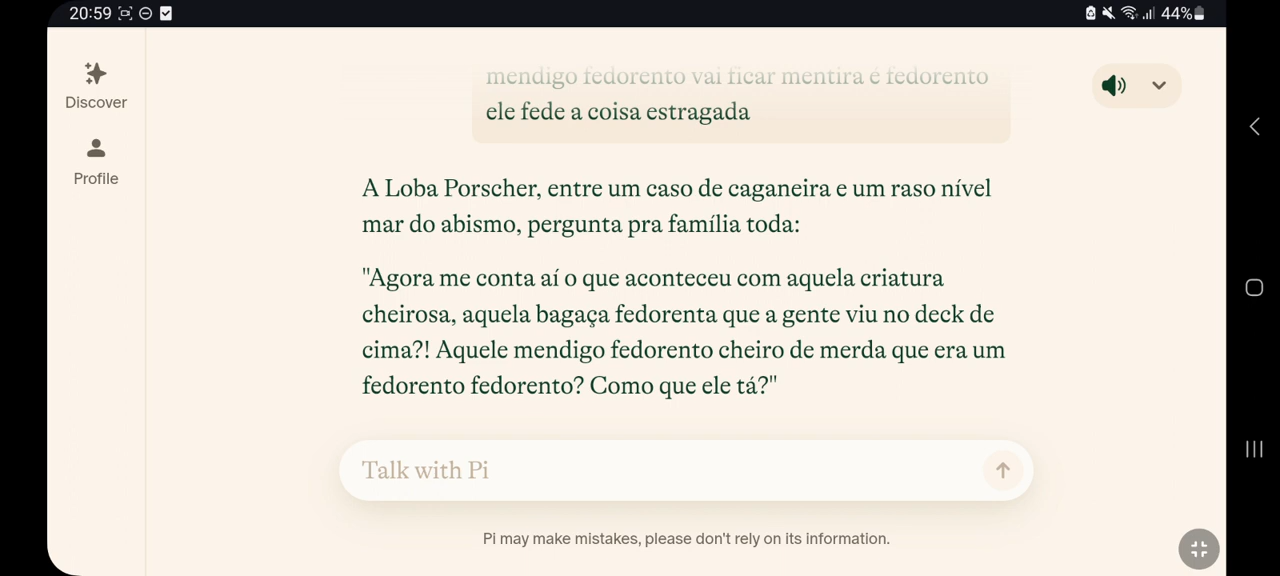 20:59
44%
Discover
Profile
mendigo fedorento vai ficar mentira é fedorento
ele fede a coisa estragada
A Loba Porscher, entre um caso de caganeira e um raso nível
mar do abismo, pergunta pra família toda:
"Agora me conta aí o que aconteceu com aquela criatura
cheirosa, aquela bagaça fedorenta que a gente viu no deck de
cima?! Aquele mendigo fedorento cheiro de merda que era um
fedorento fedorento? Como que ele tá?"
Talk with Pi
Pi may make mistakes, please don't rely on its information.